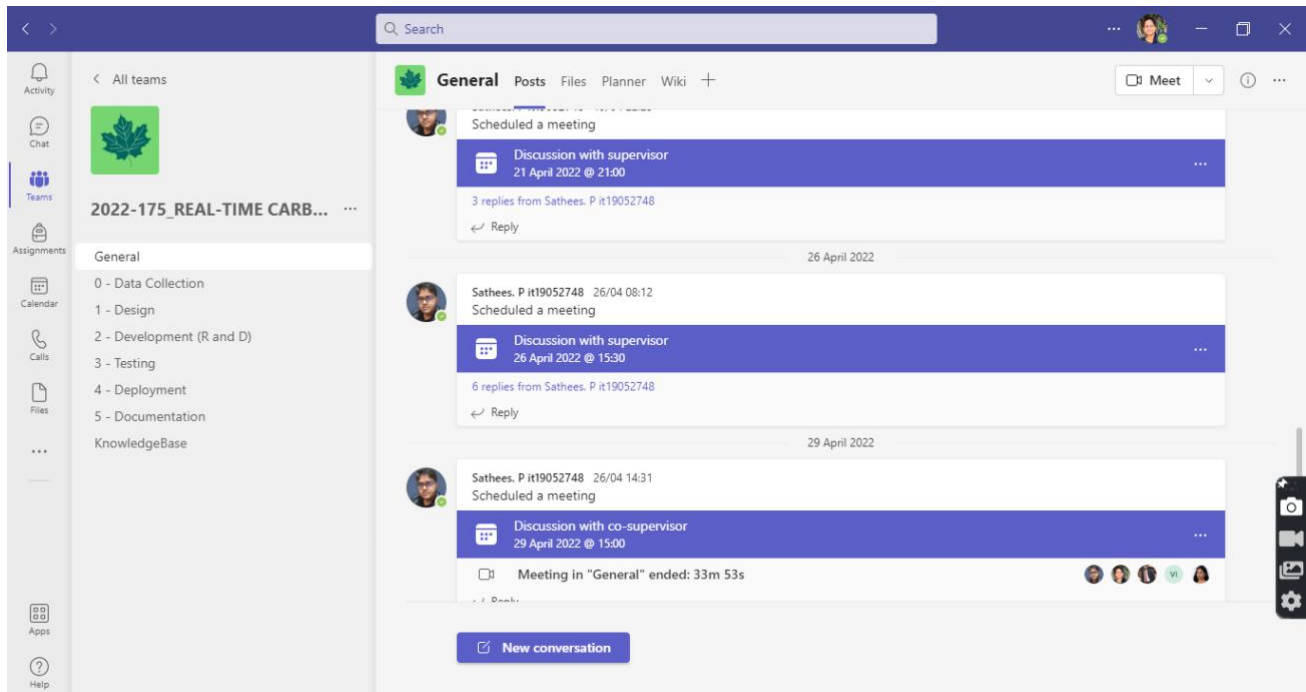 Search
Activity
Chat
Teams
Assignments
Calendar
Calls
Files
Apps
Help
All teams
2022-175_REAL-TIME CARB...
General
0 - Data Collection
1 - Design
2 - Development (R and D)
3 - Testing
4 - Deployment
5 - Documentation
KnowledgeBase
General Posts Files Planner Wiki
Meet
Scheduled a meeting
Discussion with supervisor
21 April 2022 @ 21:00
3 replies from Sathees. P it19052748
Reply
26 April 2022
Sathees. P it19052748 26/04 08:12
Scheduled a meeting
Discussion with supervisor
26 April 2022 @ 15:30
6 replies from Sathees. P it19052748
Reply
29 April 2022
Sathees. P it19052748 26/04 14:31
Scheduled a meeting
Discussion with co-supervisor
29 April 2022 @ 15:00
Meeting in "General" ended: 33m 53s
VI
Reply
New conversation